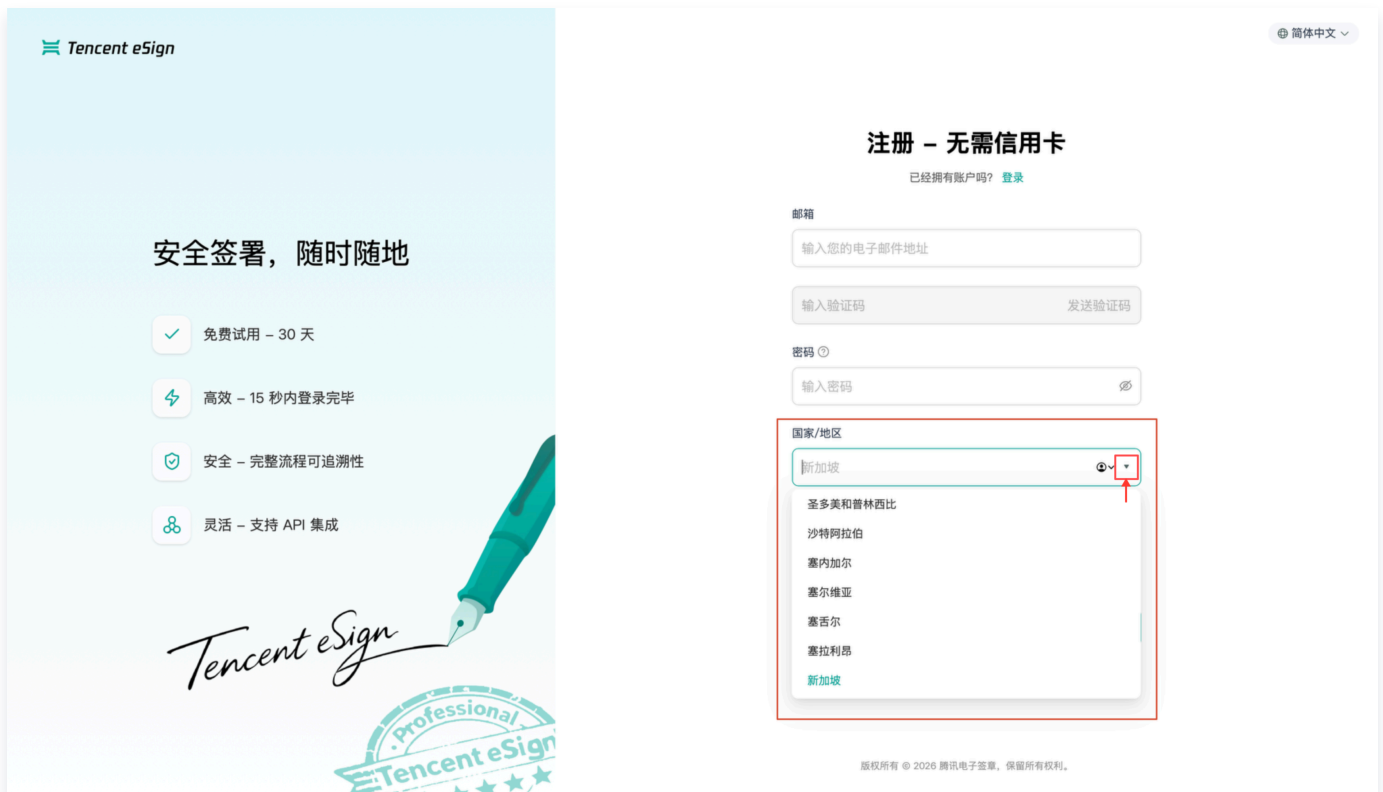 Tencent eSign
简体中文
安全签署，随时随地
免费试用 – 30 天
高效 – 15 秒内登录完毕
安全 – 完整流程可追溯性
灵活 – 支持 API 集成
Tencent eSign
Professional
Tencent eSign
注册 – 无需信用卡
已经拥有账户吗? 登录
邮箱
输入您的电子邮件地址
输入验证码 发送验证码
密码
输入密码
国家/地区
新加坡
圣多美和普林西比
沙特阿拉伯
塞内加尔
塞尔维亚
塞舌尔
塞拉利昂
新加坡
版权所有 © 2026 腾讯电子签章，保留所有权利。